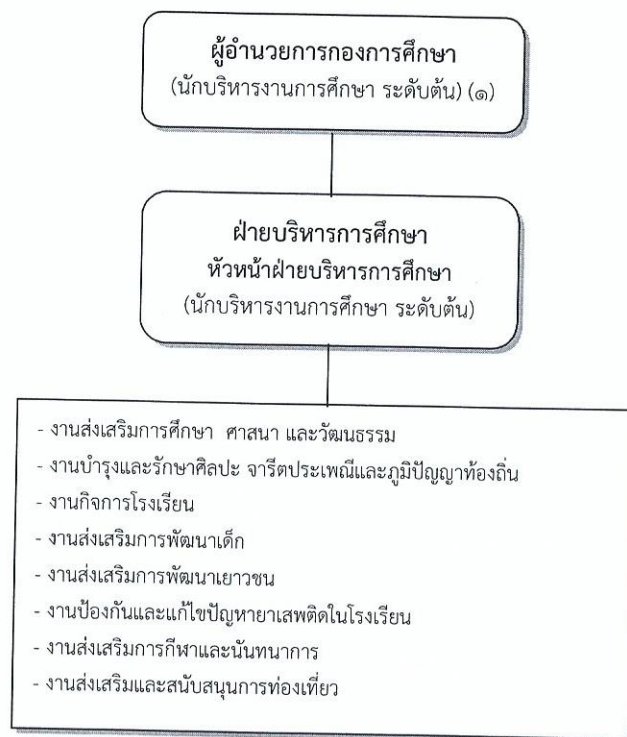 ผู้อำนวยการกองการศึกษา
(นักบริหารงานการศึกษา ระดับต้น) (๑)
ฝ่ายบริหารการศึกษา
หัวหน้าฝ่ายบริหารการศึกษา
(นักบริหารงานการศึกษา ระดับต้น)
- งานส่งเสริมการศึกษา ศาสนา และวัฒนธรรม
- งานบำรุงและรักษาศิลปะ จารีตประเพณีและภูมิปัญญาท้องถิ่น
- งานกิจการโรงเรียน
- งานส่งเสริมการพัฒนาเด็ก
- งานส่งเสริมการพัฒนาเยาวชน
- งานป้องกันและแก้ไขปัญหายาเสพติดในโรงเรียน
- งานส่งเสริมการกีฬาและนันทนาการ
- งานส่งเสริมและสนับสนุนการท่องเที่ยว